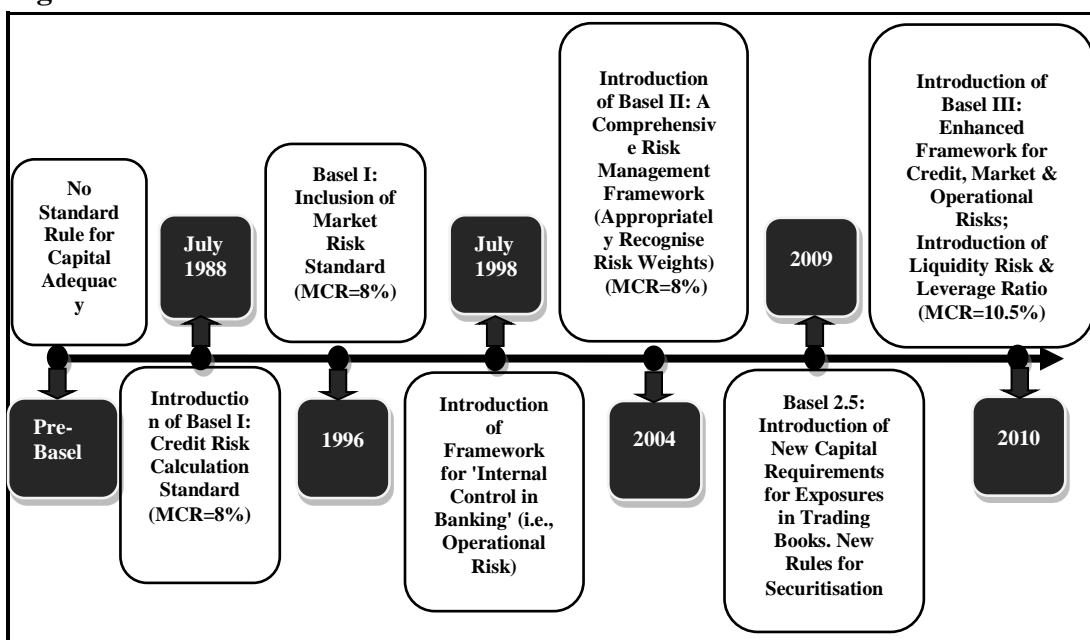 No
Standard
Rule for
Capital
Adequac
y
Pre-
Basel
July
1988
Introductio
n of Basel I:
Credit Risk
Calculation
Standard
(MCR=8%)
Basel I:
Inclusion of
Market
Risk
Standard
(MCR=8%)
1996
July
1998
Introduction
of
Framework
for 'Internal
Control in
Banking' (i.e.,
Operational
Risk)
Introduction
of Basel II: A
Comprehensiv
e Risk
Management
Framework
(Appropriatel
y Recognise
Risk Weights)
(MCR=8%)
2004
2009
Basel 2.5:
Introduction of
New Capital
Requirements
for Exposures
in Trading
Books. New
Rules for
Securitisation
Introduction of
Basel III:
Enhanced
Framework for
Credit, Market &
Operational
Risks;
Introduction of
Liquidity Risk &
Leverage Ratio
(MCR=10.5%)
2010